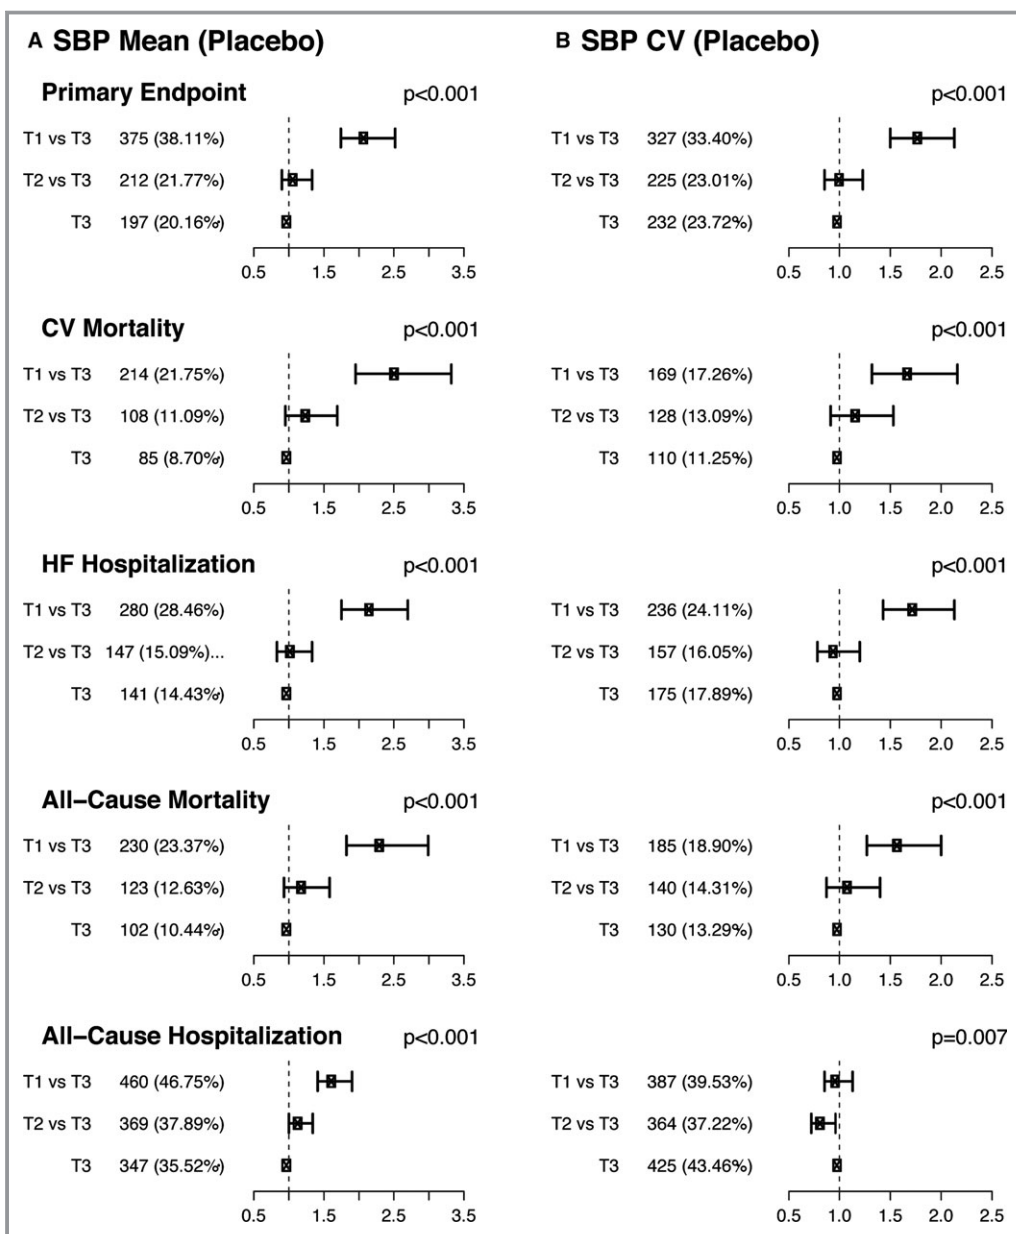 A SBP Mean (Placebo) B SBP CV (Placebo)
Primary Endpoint p<0.001 p<0.001
T1 vs T3 375 (38.11%) T1 vs T3 327 (33.40%)
T2 vs T3 212 (21.77%) T2 vs T3 225 (23.01%)
T3 197 (20.16%) T3 232 (23.72%)
0.5 1.5 2.5 3.5 0.5 1.0 1.5 2.0 2.5
CV Mortality p<0.001 p<0.001
T1 vs T3 214 (21.75%) T1 vs T3 169 (17.26%)
T2 vs T3 108 (11.09%) T2 vs T3 128 (13.09%)
T3 85 (8.70%) T3 110 (11.25%)
0.5 1.5 2.5 3.5 0.5 1.0 1.5 2.0 2.5
HF Hospitalization p<0.001 p<0.001
T1 vs T3 280 (28.46%) T1 vs T3 236 (24.11%)
T2 vs T3 147 (15.09%)... T2 vs T3 157 (16.05%)
T3 141 (14.43%) T3 175 (17.89%)
0.5 1.5 2.5 3.5 0.5 1.0 1.5 2.0 2.5
All–Cause Mortality p<0.001 p<0.001
T1 vs T3 230 (23.37%) T1 vs T3 185 (18.90%)
T2 vs T3 123 (12.63%) T2 vs T3 140 (14.31%)
T3 102 (10.44%) T3 130 (13.29%)
0.5 1.5 2.5 3.5 0.5 1.0 1.5 2.0 2.5
All–Cause Hospitalization p<0.001 p=0.007
T1 vs T3 460 (46.75%) T1 vs T3 387 (39.53%)
T2 vs T3 369 (37.89%) T2 vs T3 364 (37.22%)
T3 347 (35.52%) T3 425 (43.46%)
0.5 1.5 2.5 3.5 0.5 1.0 1.5 2.0 2.5